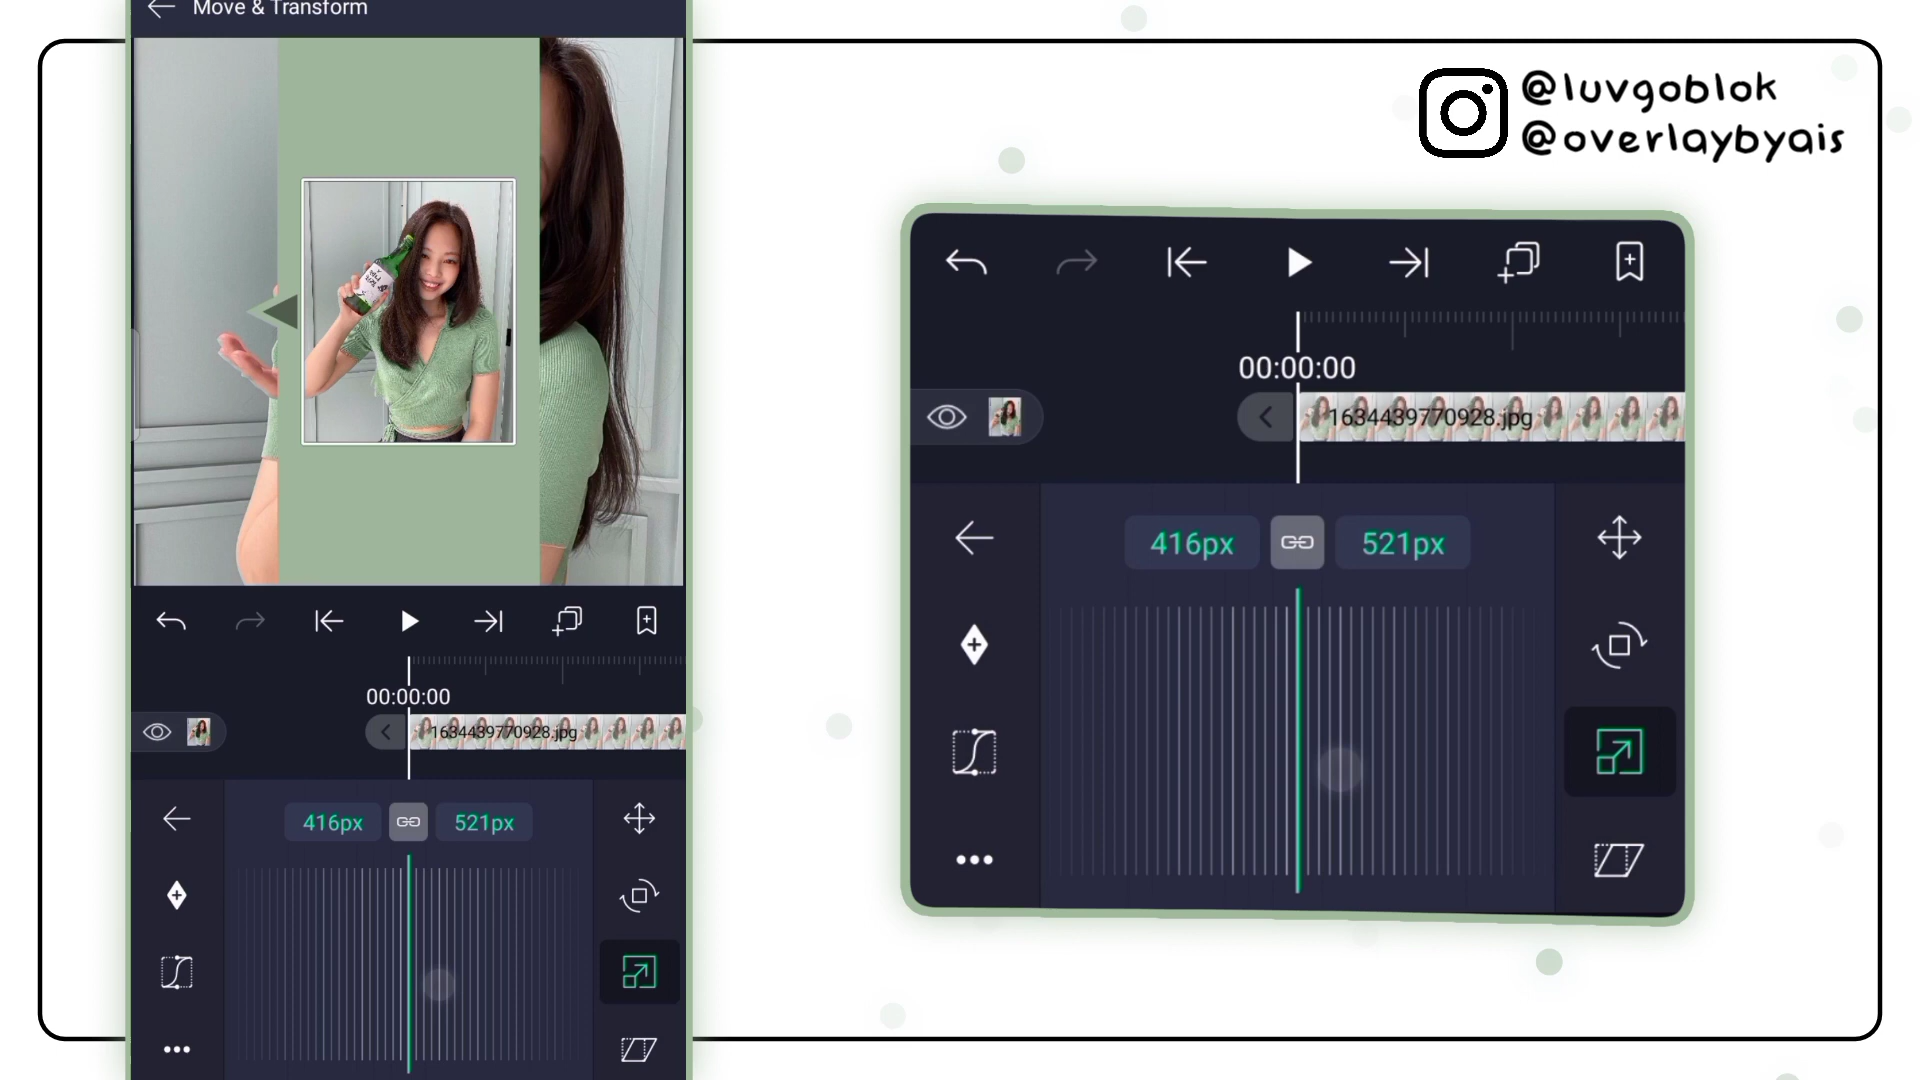 Move & Transform
00:00:00
1634439770928.jpg
416px
521px
@luvgoblok
@overlaybyais
00:00:00
1634439770928.jpg
416px
521px